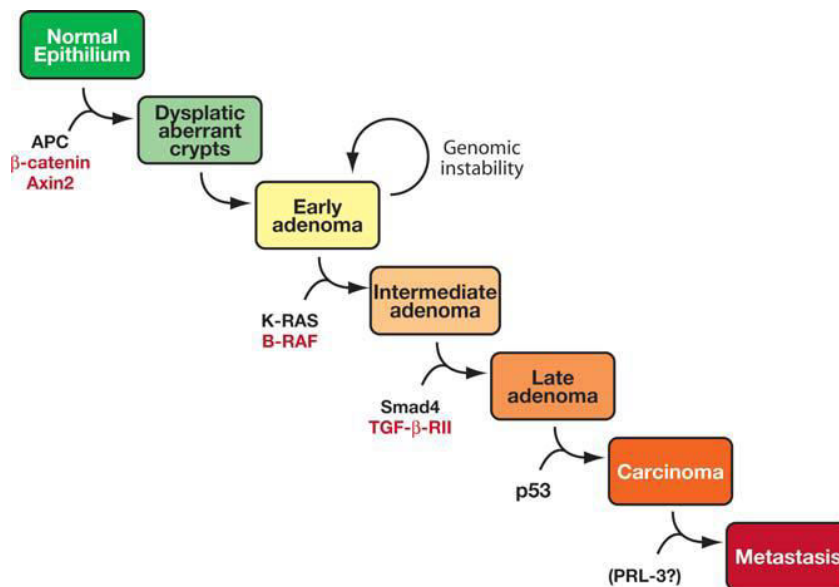 Normal
Epithilium
APC
β-catenin
Axin2
Dysplatic
aberrant
crypts
Genomic
instability
Early
adenoma
K-RAS
B-RAF
Intermediate
adenoma
Smad4
TGF-β-RII
Late
adenoma
p53
Carcinoma
(PRL-3?)
Metastasis